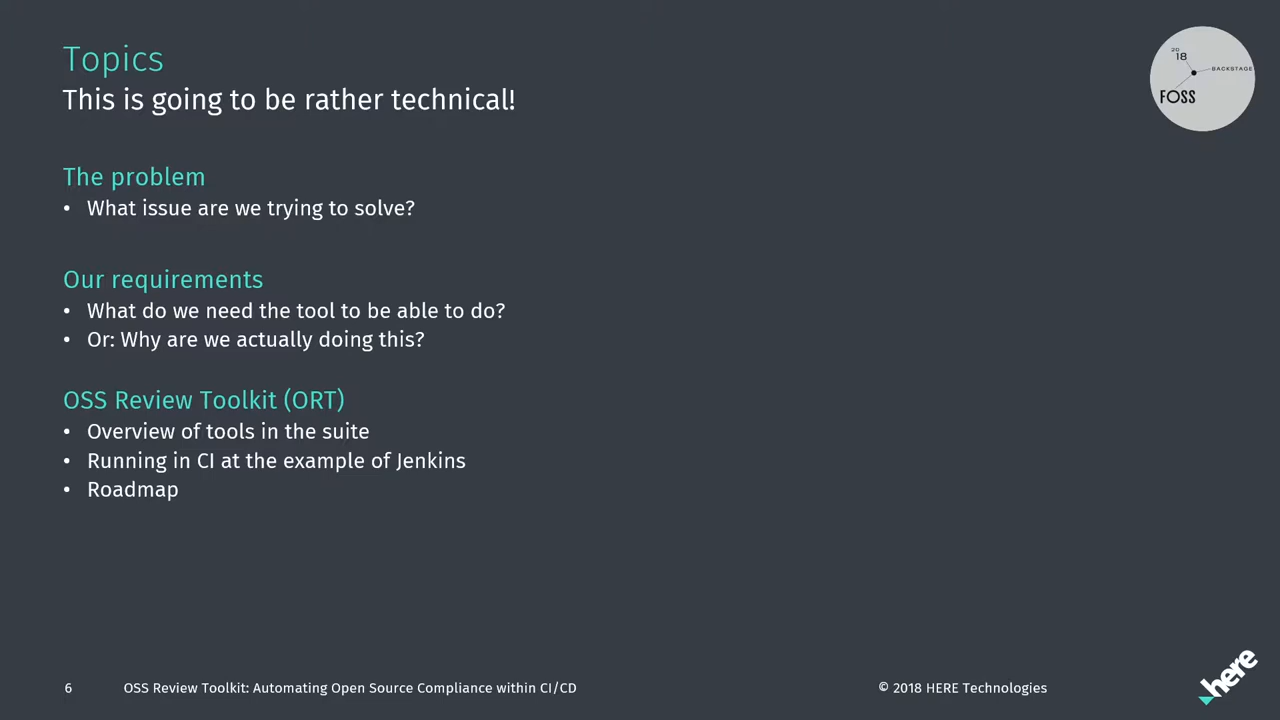 Topics
This is going to be rather technical!
20
18
BACKSTAGE
FOSS
The problem
• What issue are we trying to solve?
Our requirements
• What do we need the tool to be able to do?
• Or: Why are we actually doing this?
OSS Review Toolkit (ORT)
• Overview of tools in the suite
• Running in CI at the example of Jenkins
• Roadmap
6 OSS Review Toolkit: Automating Open Source Compliance within CI/CD © 2018 HERE Technologies
here